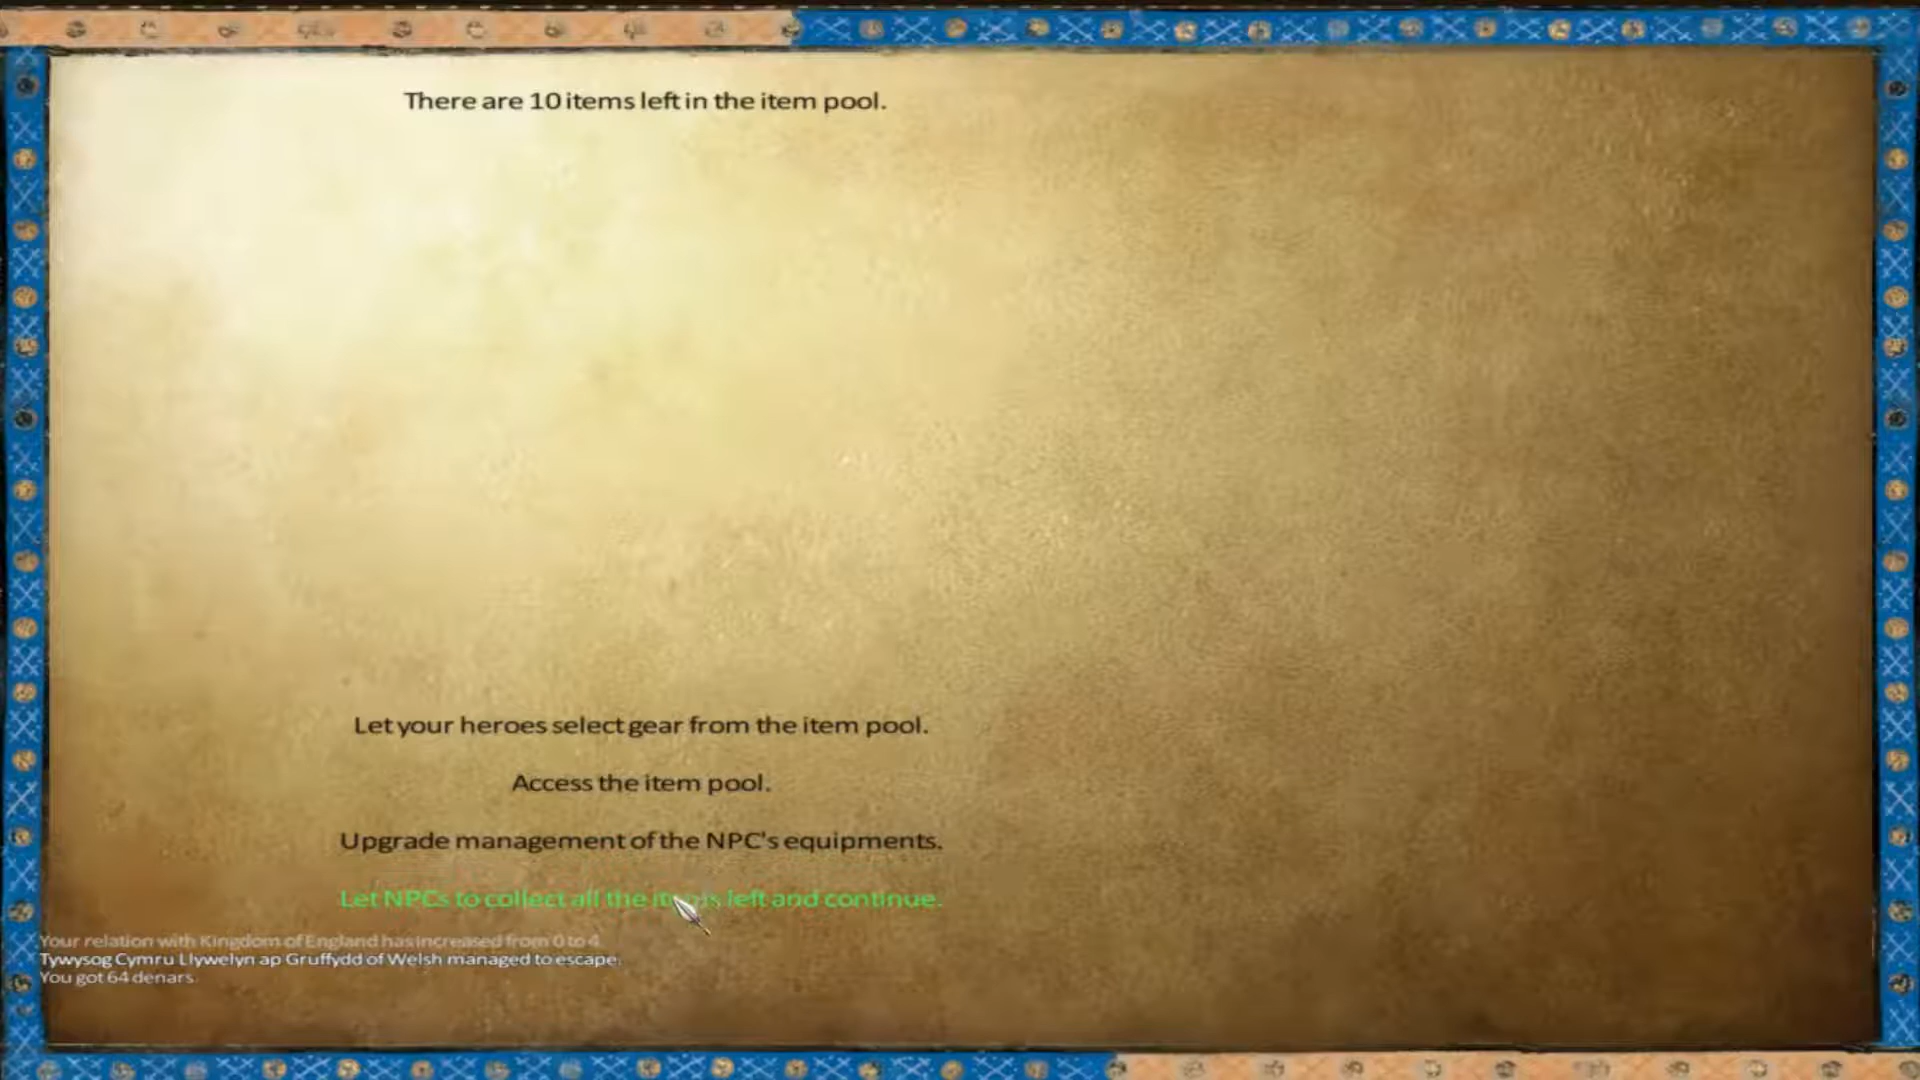 There are 10 items left in the item pool.
Let your heroes select gear from the item pool.
Access the item pool.
Upgrade management of the NPC's equipments.
Let NPCs to collect all the items left and continue.
Your relation with Kingdom of England has increased from 0 to 4.
Tywysog Cymru Llywelyn ap Gruffydd of Welsh managed to escape.
You got 64 denars.